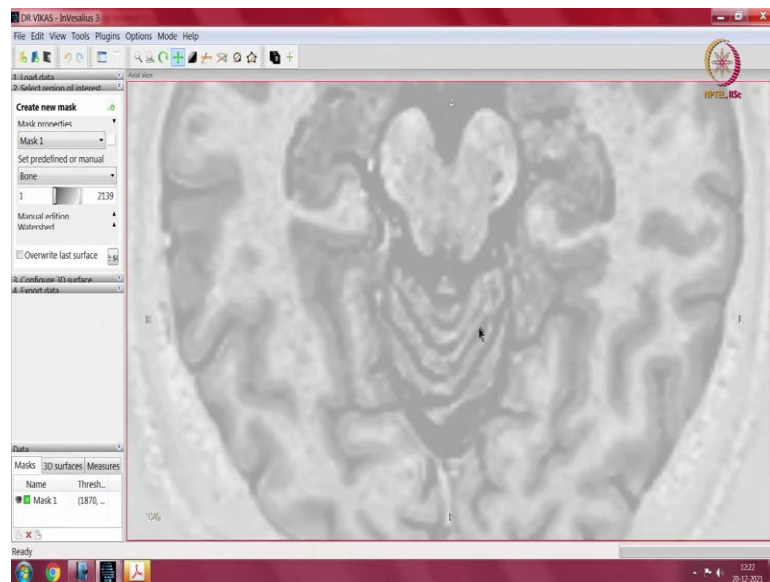 DR VIKAS - InVesalius 3
File Edit View Tools Plugins Options Mode Help
NPTEL, IISc
1. Load data
Axial slice
2. Select region of interest
Create new mask
Mask properties
Mask 1
Set predefined or manual
Bone
1 2139
Manual edition
Watershed
Overwrite last surface
3. Configure 3D surface
4. Export data
Data
Masks 3D surfaces Measures
Name Thresh...
Mask 1 (1870, ...
Ready
12:22
20-12-2021